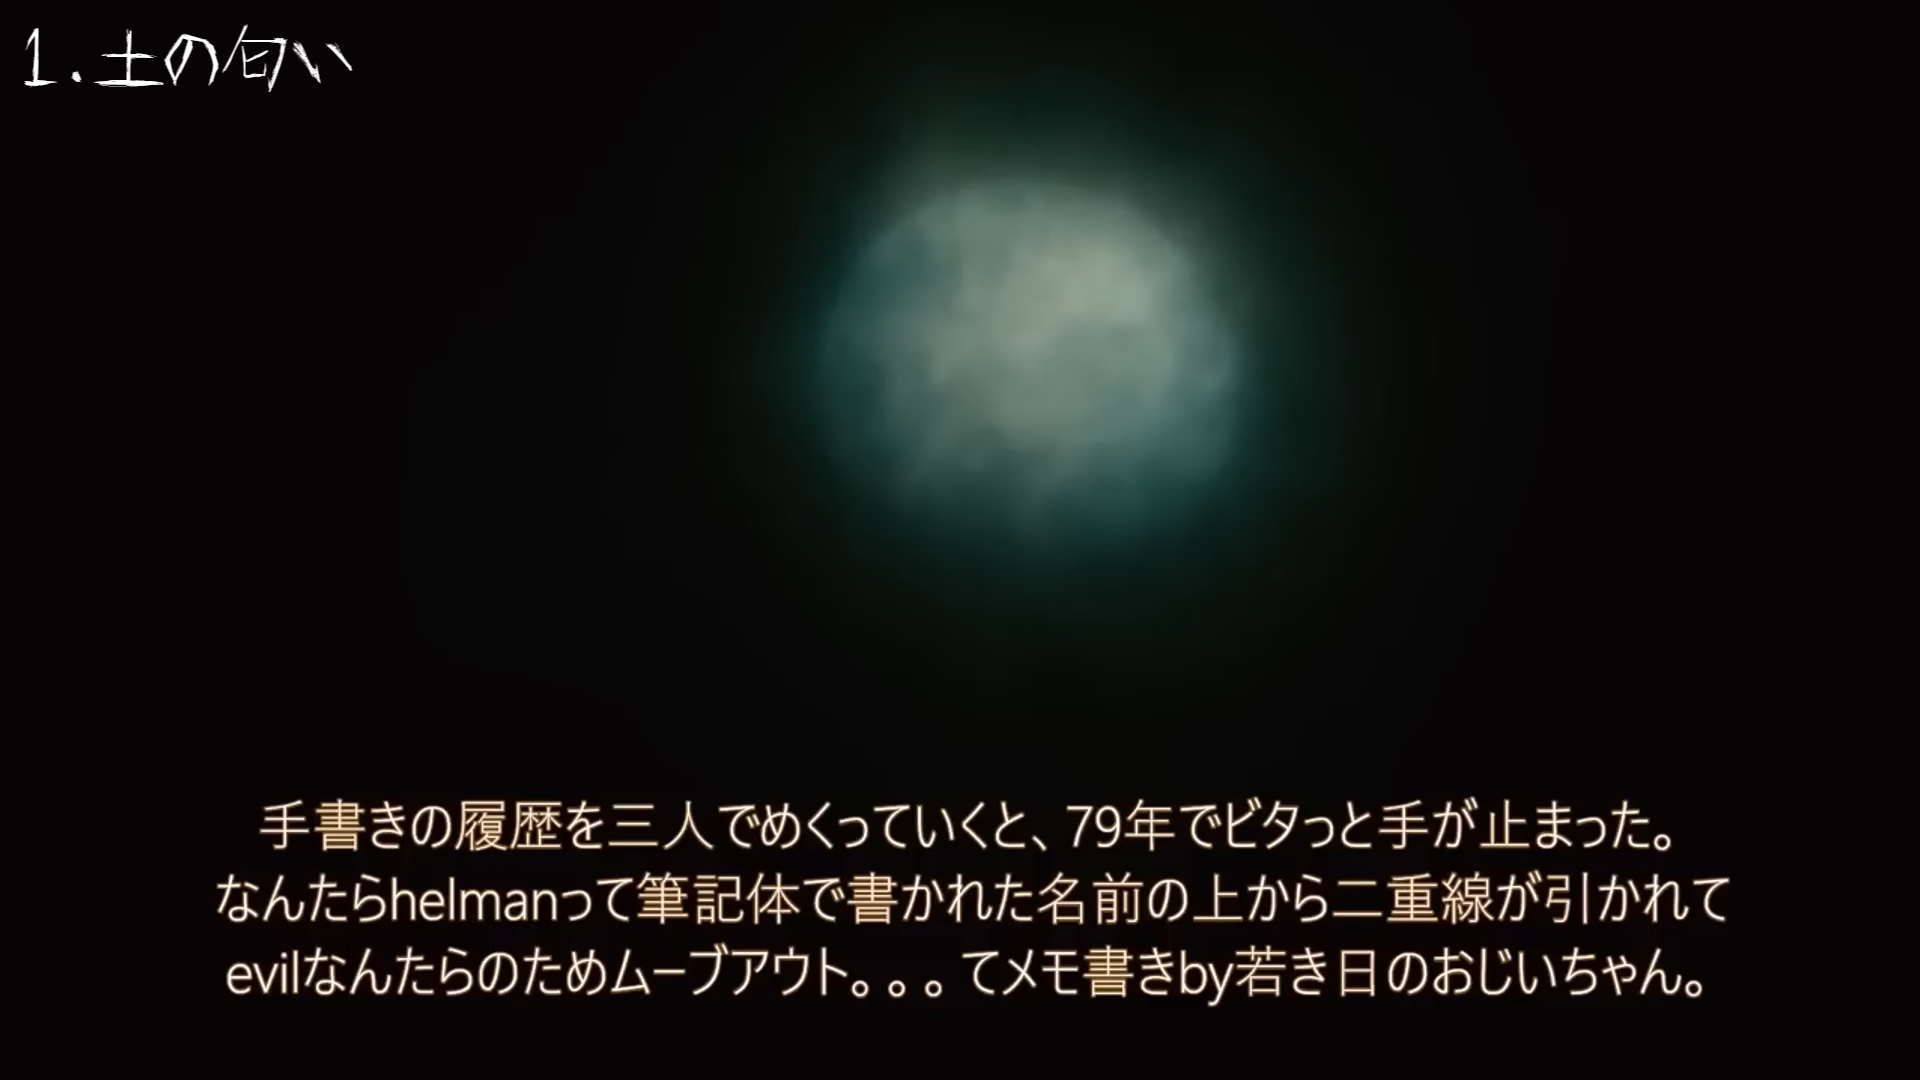 1.土の匂い
手書きの履歴を三人でめくっていくと、79年でビタっと手が止まった。
なんたらhelmanって筆記体で書かれた名前の上から二重線が引かれて
evilなんたらのためムーブアウト。。。てメモ書きby若き日のおじいちゃん。